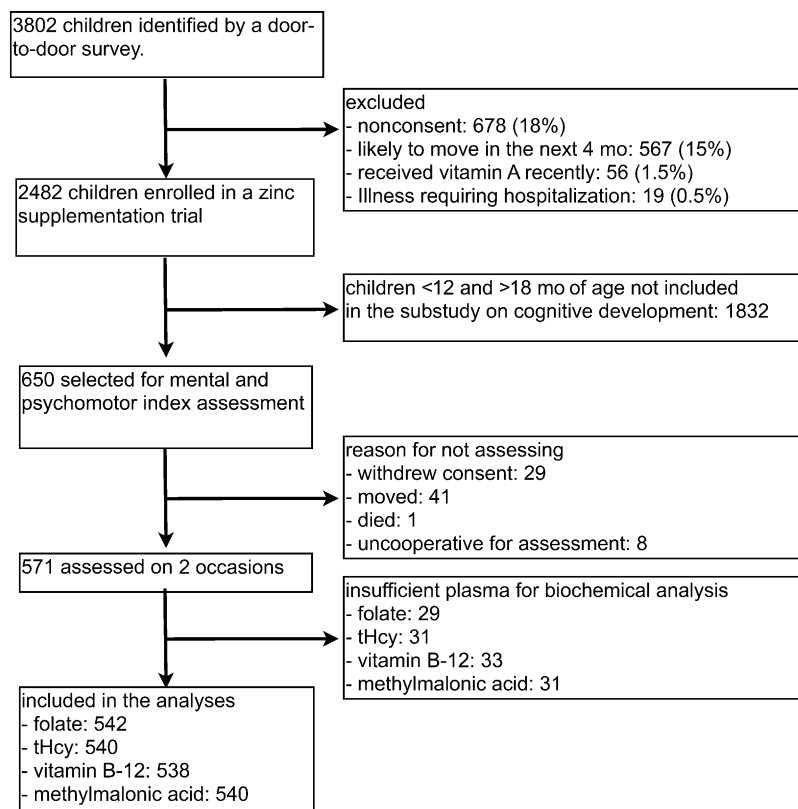 3802 children identified by a door-
to-door survey.
excluded
- nonconsent: 678 (18%)
- likely to move in the next 4 mo: 567 (15%)
- received vitamin A recently: 56 (1.5%)
- Illness requiring hospitalization: 19 (0.5%)
2482 children enrolled in a zinc
supplementation trial
children <12 and >18 mo of age not included
in the substudy on cognitive development: 1832
650 selected for mental and
psychomotor index assessment
reason for not assessing
- withdrew consent: 29
- moved: 41
- died: 1
- uncooperative for assessment: 8
571 assessed on 2 occasions
insufficient plasma for biochemical analysis
- folate: 29
- tHcy: 31
- vitamin B-12: 33
- methylmalonic acid: 31
included in the analyses
- folate: 542
- tHcy: 540
- vitamin B-12: 538
- methylmalonic acid: 540